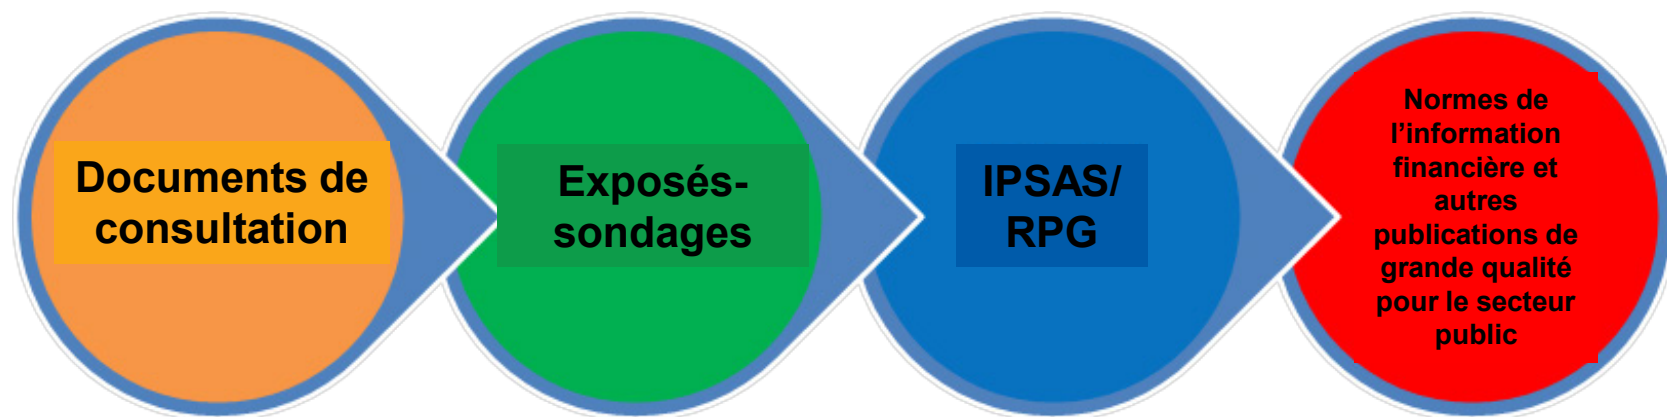 Documents de
consultation
Exposés-
sondages
IPSAS/
RPG
Normes de
l’information
financière et
autres
publications de
grande qualité
pour le secteur
public